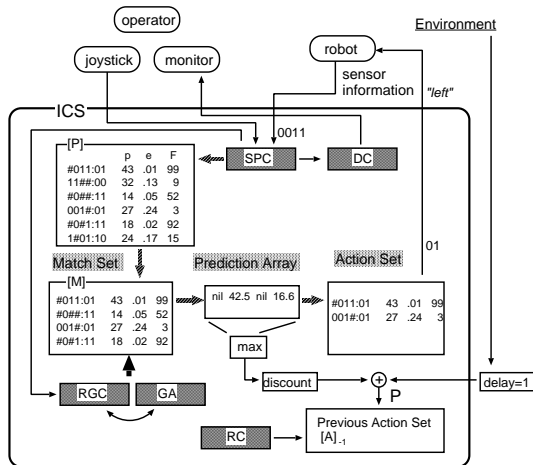 operator
Environment
joystick
monitor
robot
sensor
information
"left"
ICS
0011
[P]
SPC
DC
p e F
#011:01 43 .01 99
11##:00 32 .13 9
#0##:11 14 .05 52
001#:01 27 .24 3
#0#1:11 18 .02 92
1#01:10 24 .17 15
01
Match Set
Prediction Array
Action Set
[M]
#011:01 43 .01 99
#0##:11 14 .05 52
001#:01 27 .24 3
#0#1:11 18 .02 92
nil 42.5 nil 16.6
#011:01 43 .01 99
001#:01 27 .24 3
max
discount
+
delay=1
P
RGC
GA
RC
Previous Action Set
[A]-1